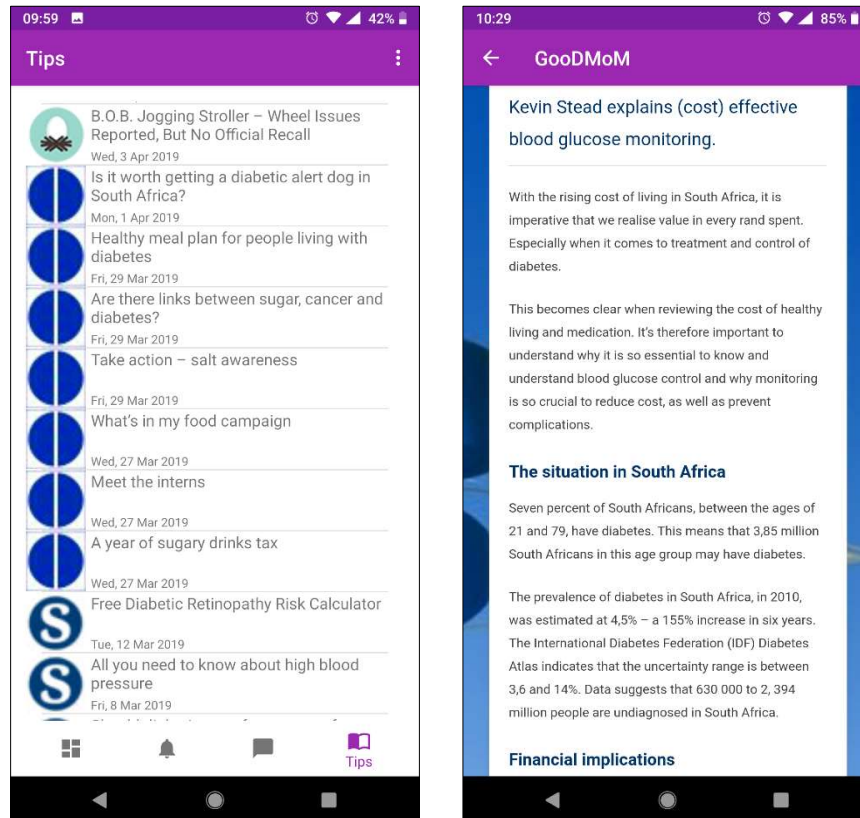 09:59
42%
Tips
B.O.B. Jogging Stroller – Wheel Issues
Reported, But No Official Recall
Wed, 3 Apr 2019
Is it worth getting a diabetic alert dog in
South Africa?
Mon, 1 Apr 2019
Healthy meal plan for people living with
diabetes
Fri, 29 Mar 2019
Are there links between sugar, cancer and
diabetes?
Fri, 29 Mar 2019
Take action – salt awareness
Fri, 29 Mar 2019
What's in my food campaign
Wed, 27 Mar 2019
Meet the interns
Wed, 27 Mar 2019
A year of sugary drinks tax
Wed, 27 Mar 2019
S
Free Diabetic Retinopathy Risk Calculator
Tue, 12 Mar 2019
S
All you need to know about high blood
pressure
Fri, 8 Mar 2019
Tips
10:29
85%
GooDMoM
Kevin Stead explains (cost) effective
blood glucose monitoring.
With the rising cost of living in South Africa, it is
imperative that we realise value in every rand spent.
Especially when it comes to treatment and control of
diabetes.
This becomes clear when reviewing the cost of healthy
living and medication. It's therefore important to
understand why it is so essential to know and
understand blood glucose control and why monitoring
is so crucial to reduce cost, as well as prevent
complications.
The situation in South Africa
Seven percent of South Africans, between the ages of
21 and 79, have diabetes. This means that 3,85 million
South Africans in this age group may have diabetes.
The prevalence of diabetes in South Africa, in 2010,
was estimated at 4,5% – a 155% increase in six years.
The International Diabetes Federation (IDF) Diabetes
Atlas indicates that the uncertainty range is between
3,6 and 14%. Data suggests that 630 000 to 2, 394
million people are undiagnosed in South Africa.
Financial implications